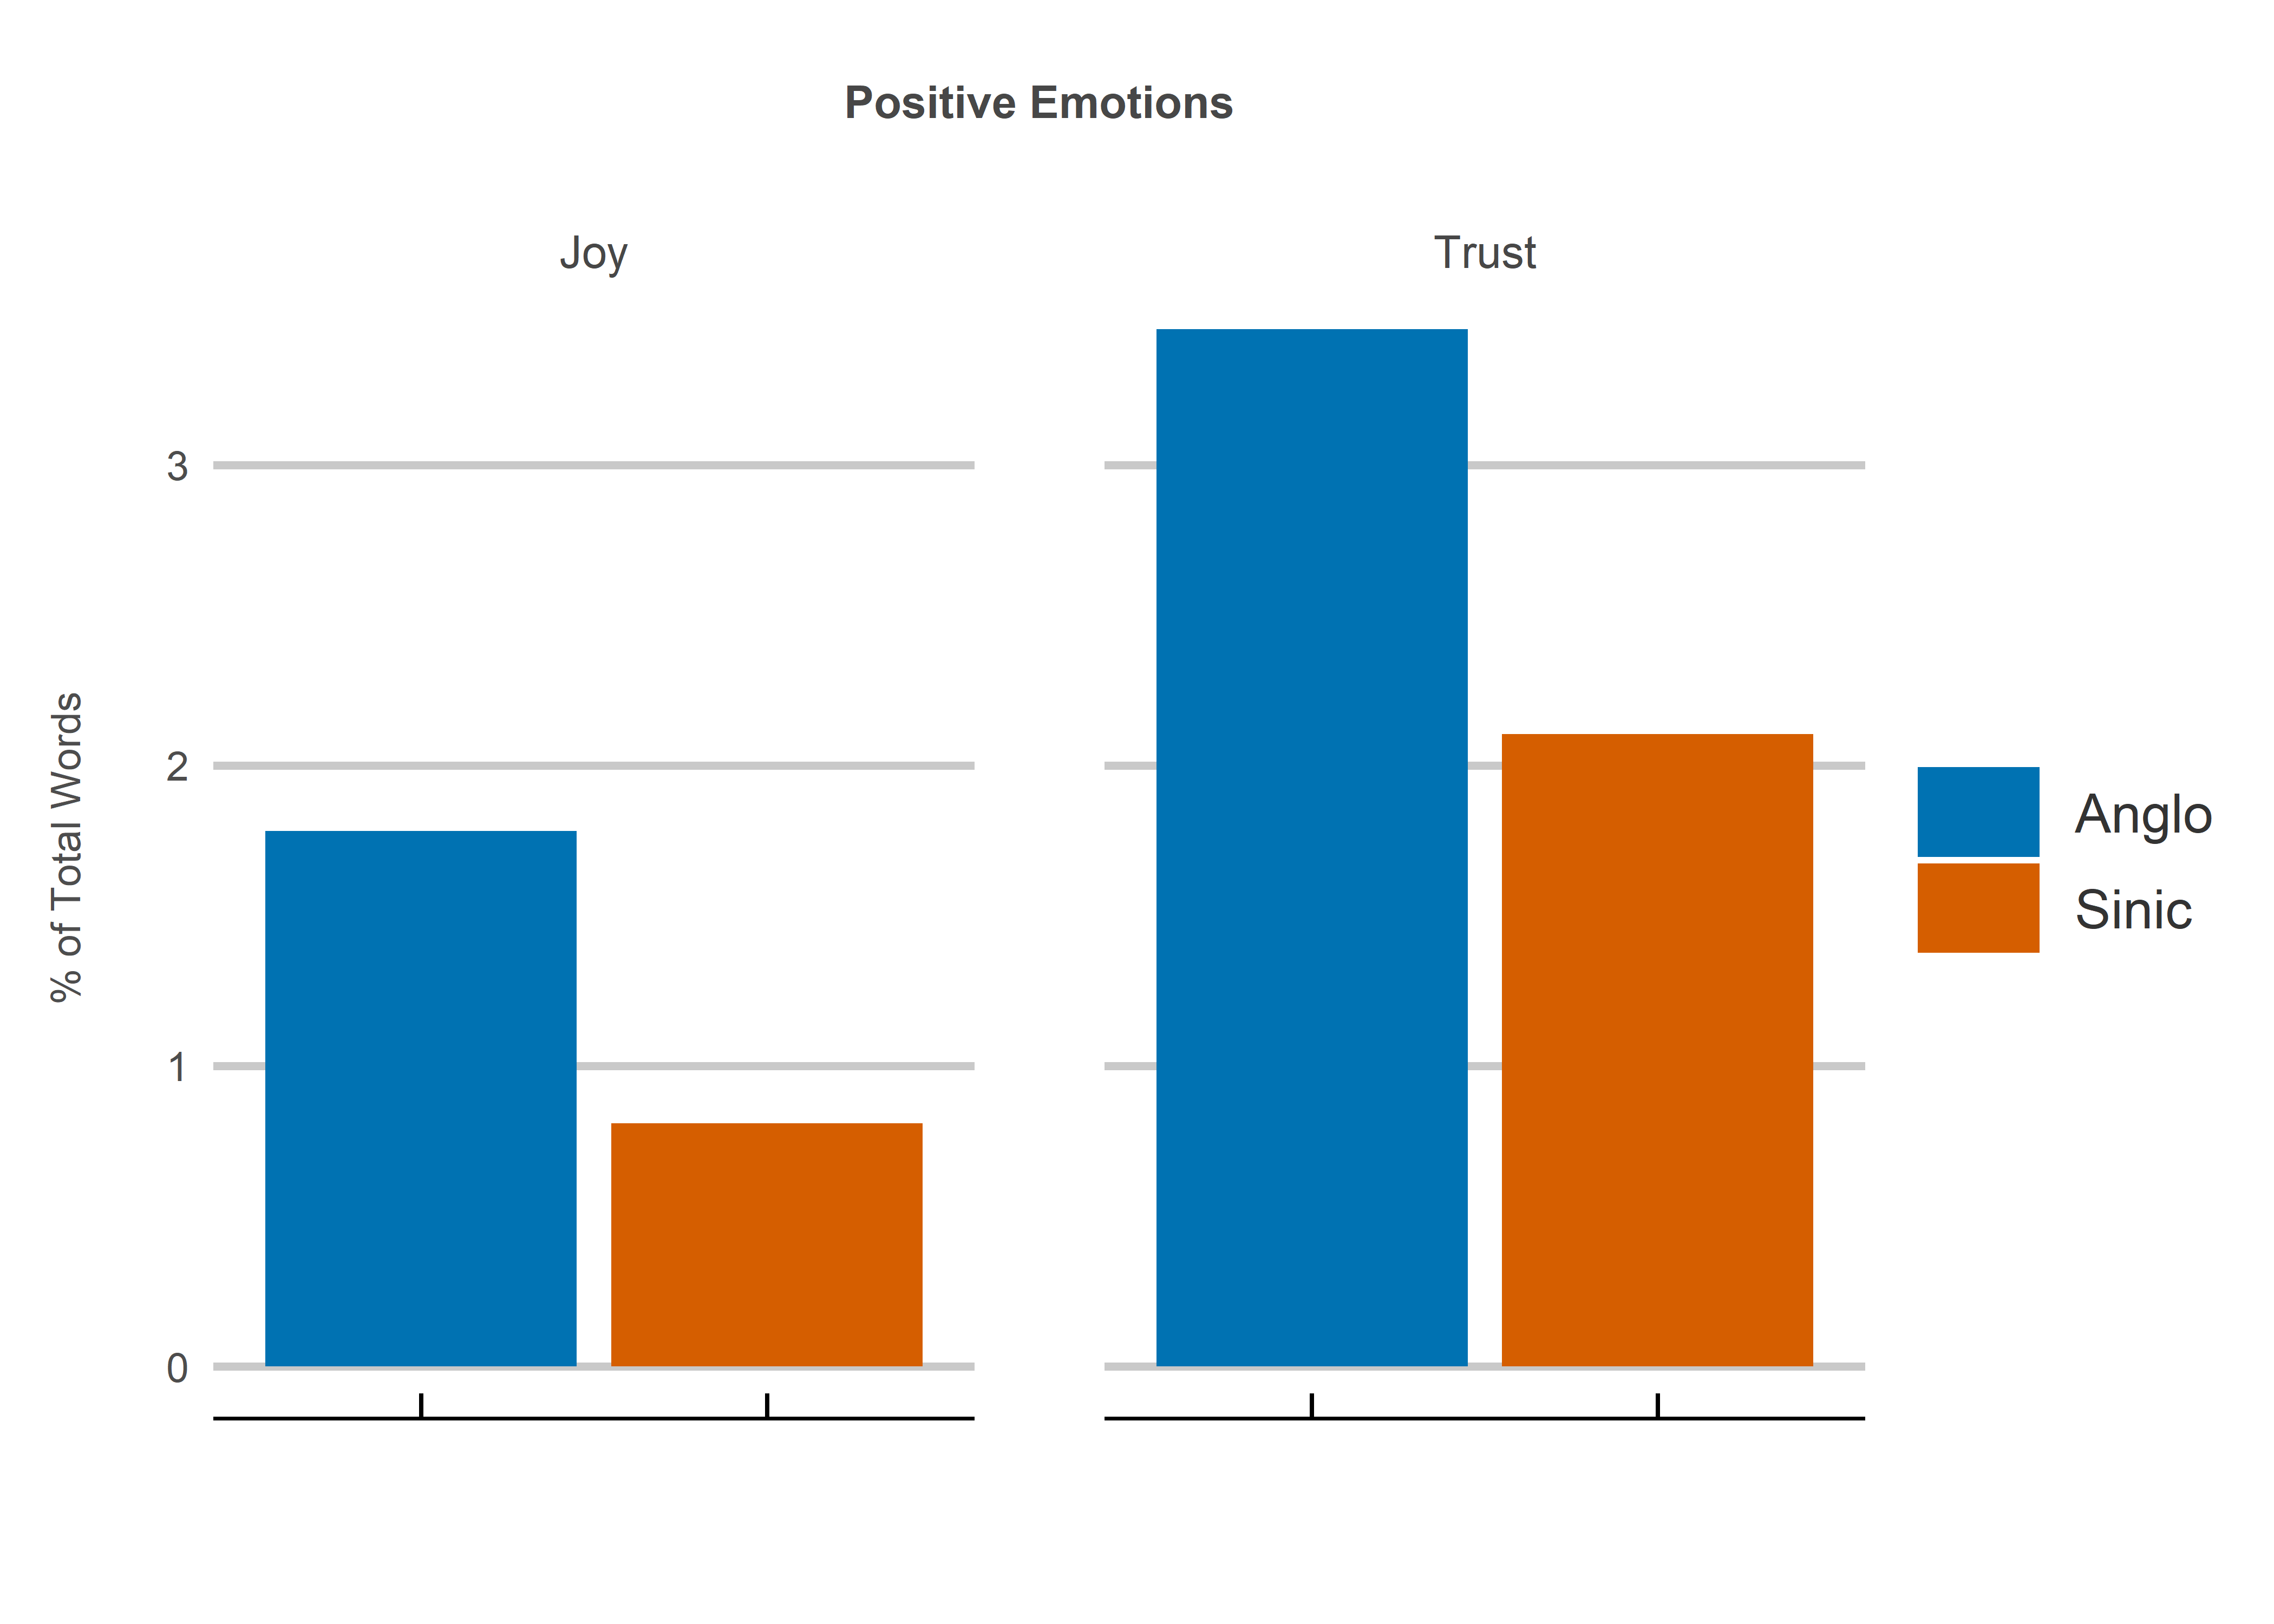 Positive Emotions
Joy
Trust
% of Total Words
3
2
1
0
Anglo
Sinic